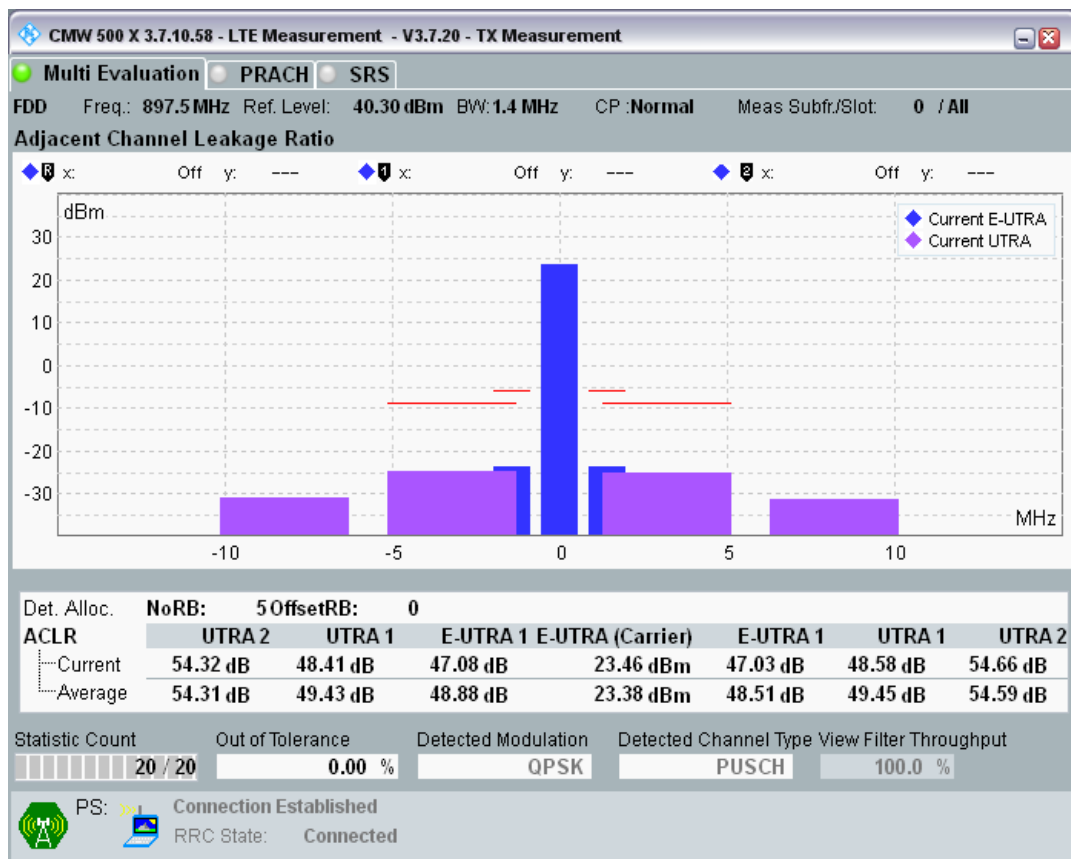 CMW 500 X 3.7.10.58 - LTE Measurement - V3.7.20 - TX Measurement
Multi Evaluation PRACH SRS
FDD Freq.: 897.5 MHz Ref. Level: 40.30 dBm BW: 1.4 MHz CP :Normal Meas Subfr./Slot: 0 / All
Adjacent Channel Leakage Ratio
R x: Off y: --- 1 x: Off y: --- 2 x: Off y: ---
dBm
Current E-UTRA
Current UTRA
30
20
10
0
-10
-20
-30
MHz
-10 -5 0 5 10
Det. Alloc. NoRB: 5 OffsetRB: 0
ACLR UTRA 2 UTRA 1 E-UTRA 1 E-UTRA (Carrier) E-UTRA 1 UTRA 1 UTRA 2
Current 54.32 dB 48.41 dB 47.08 dB 23.46 dBm 47.03 dB 48.58 dB 54.66 dB
Average 54.31 dB 49.43 dB 48.88 dB 23.38 dBm 48.51 dB 49.45 dB 54.59 dB
Statistic Count Out of Tolerance Detected Modulation Detected Channel Type View Filter Throughput
20 / 20 0.00 % QPSK PUSCH 100.0 %
PS: Connection Established
RRC State: Connected